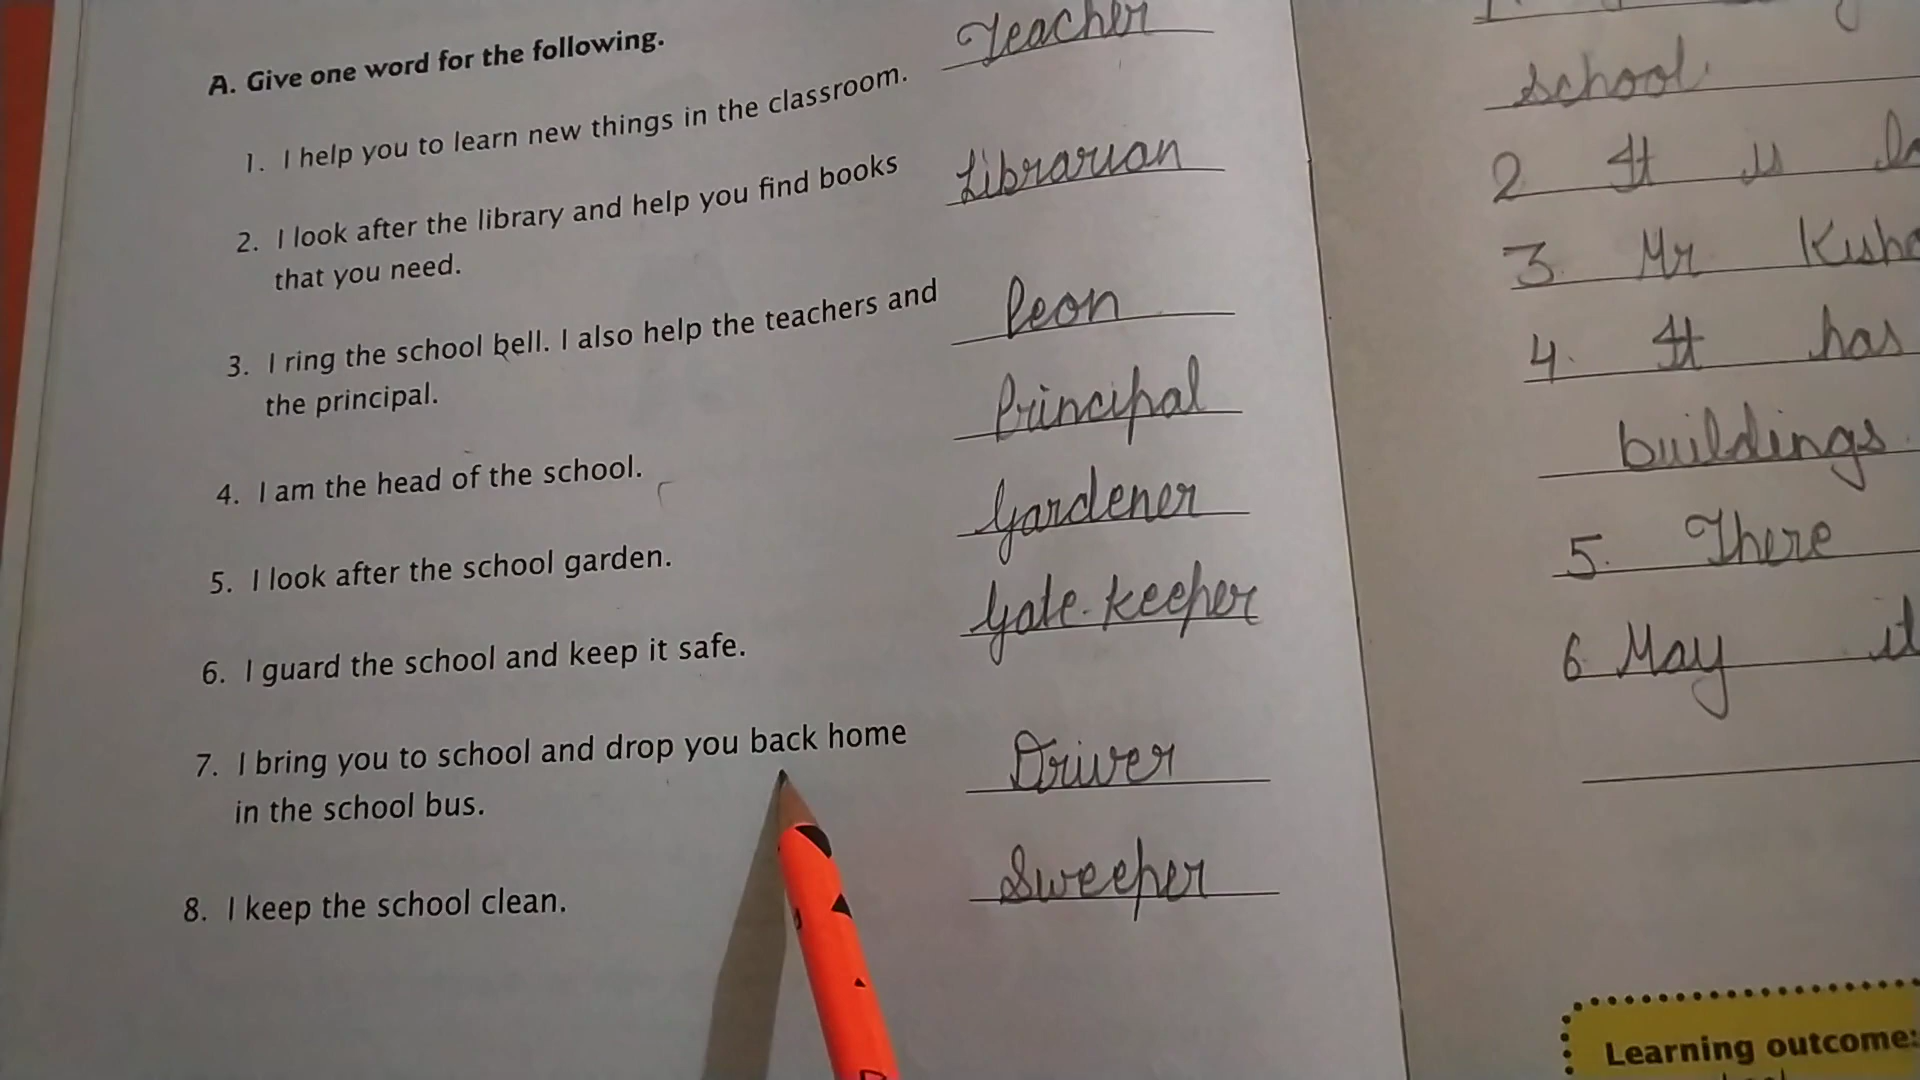 A. Give one word for the following.
1. I help you to learn new things in the classroom. Teacher
2. I look after the library and help you find books Librarian
that you need.
3. I ring the school bell. I also help the teachers and Peon
the principal.
4. I am the head of the school. Principal
5. I look after the school garden. Gardener
6. I guard the school and keep it safe. Gate-keeper
7. I bring you to school and drop you back home Driver
in the school bus.
8. I keep the school clean. Sweeper
school.
2 It is
3. Mr
4. It has
buildings.
5. There
6 May it
Learning outcome: